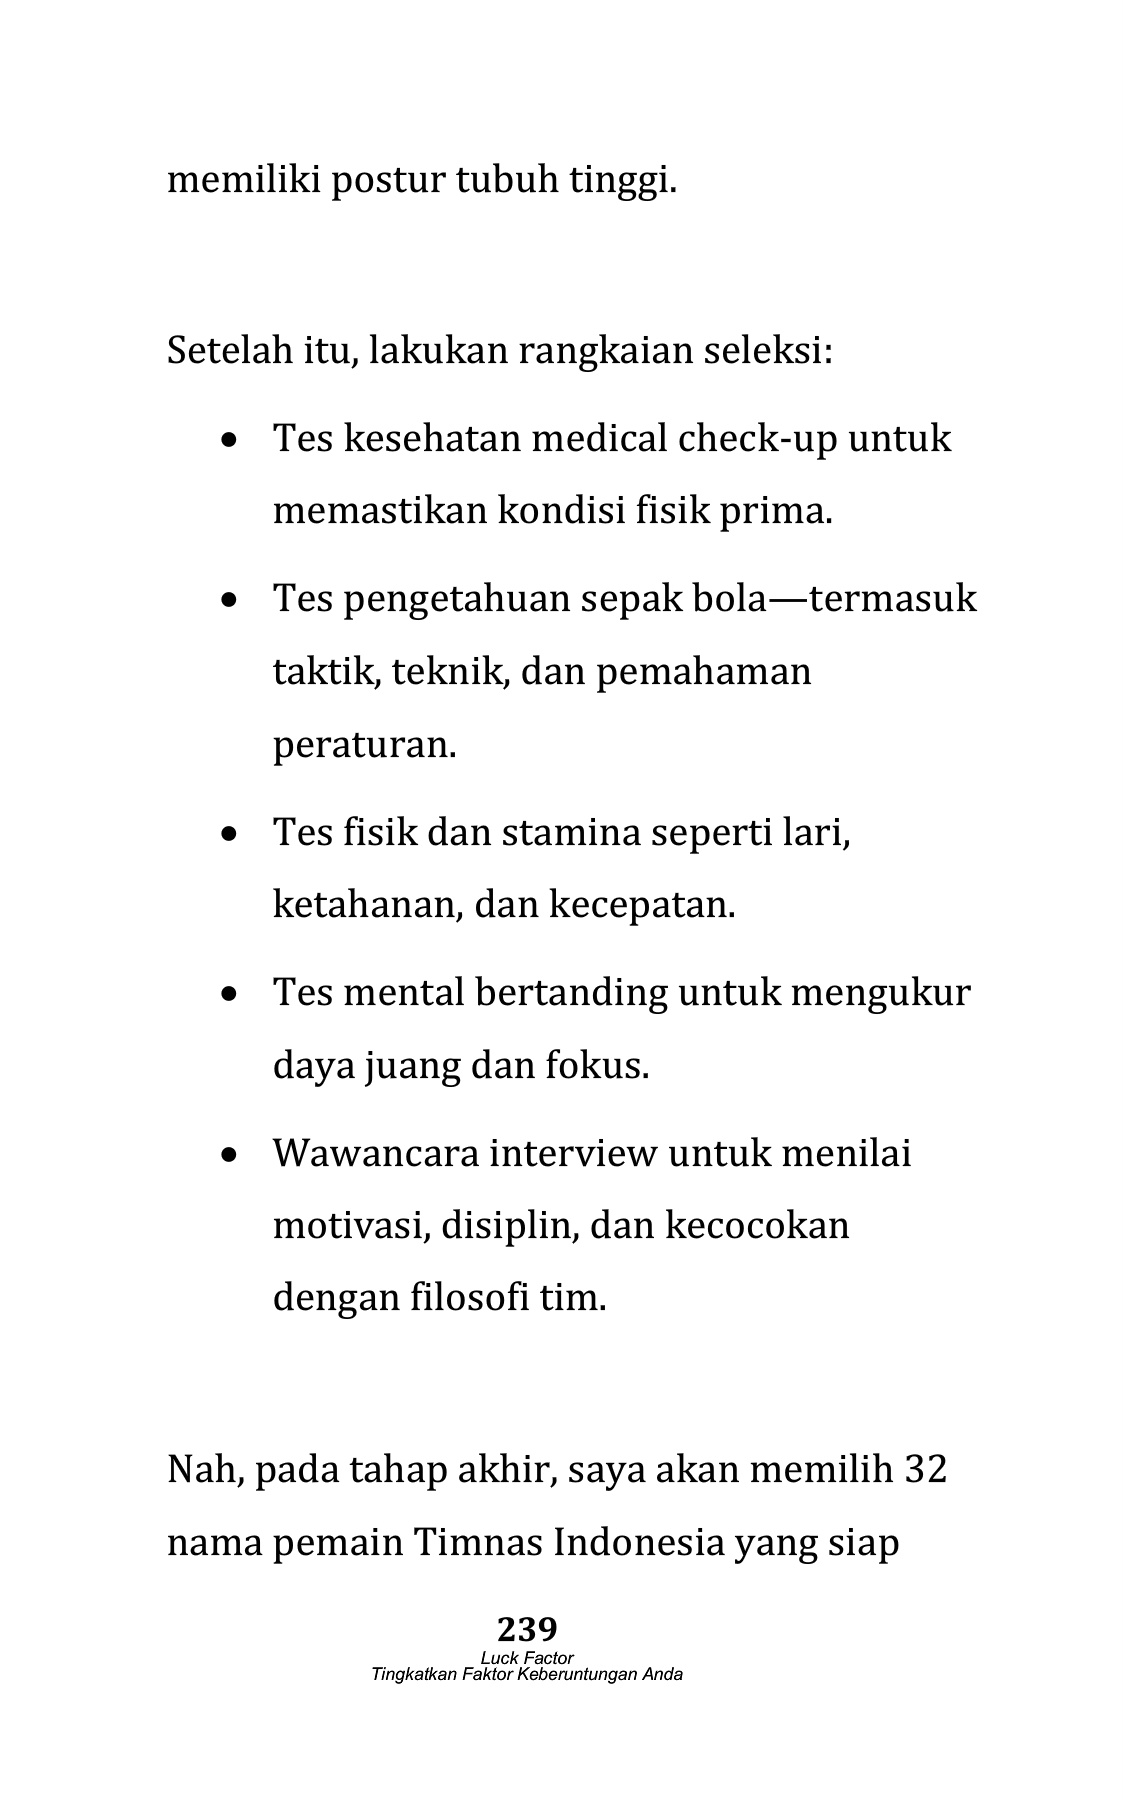 memiliki postur tubuh tinggi.
Setelah itu, lakukan rangkaian seleksi:
• Tes kesehatan medical check-up untuk
memastikan kondisi fisik prima.
• Tes pengetahuan sepak bola—termasuk
taktik, teknik, dan pemahaman
peraturan.
• Tes fisik dan stamina seperti lari,
ketahanan, dan kecepatan.
• Tes mental bertanding untuk mengukur
daya juang dan fokus.
• Wawancara interview untuk menilai
motivasi, disiplin, dan kecocokan
dengan filosofi tim.
Nah, pada tahap akhir, saya akan memilih 32
nama pemain Timnas Indonesia yang siap
239
Luck Factor
Tingkatkan Faktor Keberuntungan Anda